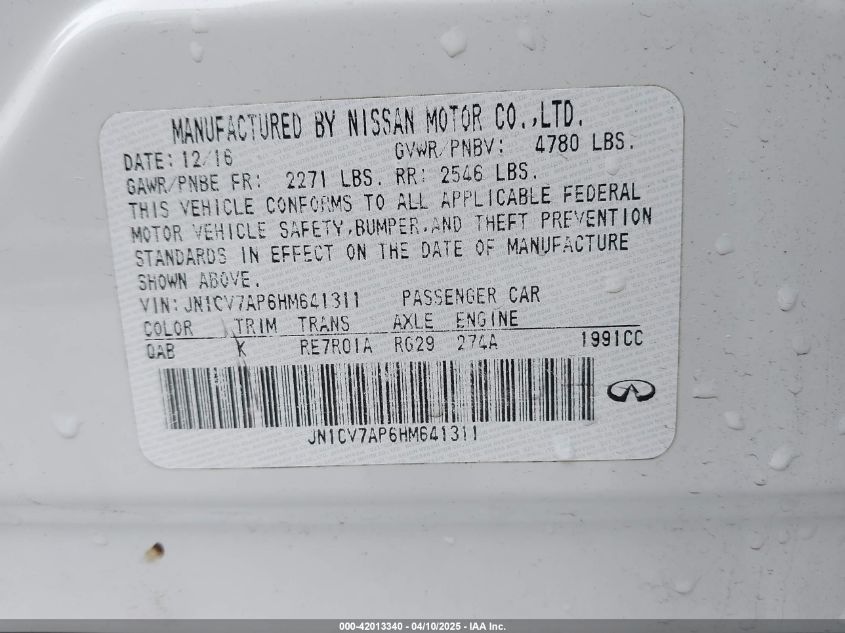 MANUFACTURED BY NISSAN MOTOR CO.,LTD.
DATE: 12/16 GVWR/PNBV: 4780 LBS.
GAWR/PNBE FR: 2271 LBS. RR: 2546 LBS.
THIS VEHICLE CONFORMS TO ALL APPLICABLE FEDERAL
MOTOR VEHICLE SAFETY,BUMPER,AND THEFT PREVENTION
STANDARDS IN EFFECT ON THE DATE OF MANUFACTURE
SHOWN ABOVE.
VIN: JN1CV7AP6HM641311 PASSENGER CAR
COLOR TRIM TRANS AXLE ENGINE
QAB K RE7R01A RG29 274A 1991CC
JN1CV7AP6HM641311
000-42013340 - 04/10/2025 - IAA Inc.